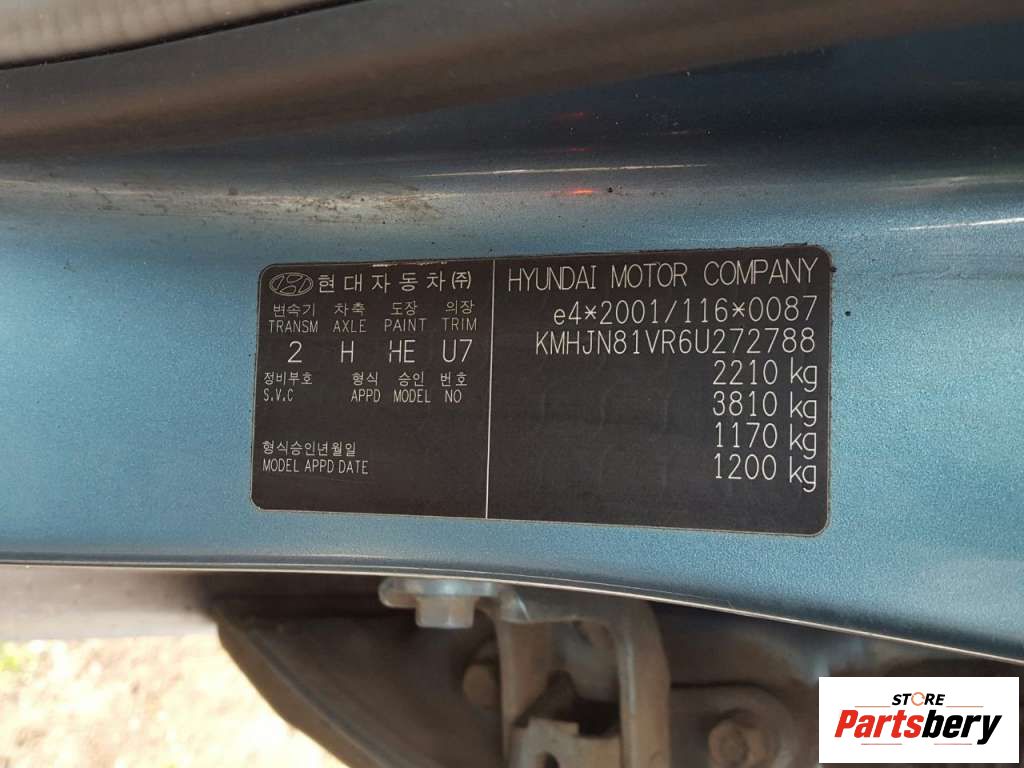 현대자동차(주)
변속기 차축 도장 의장
TRANSM AXLE PAINT TRIM
2 H HE U7
정비부호 형식 승인 번호
S.V.C APPD MODEL NO
형식승인년월일
MODEL APPD DATE
HYUNDAI MOTOR COMPANY
e4*2001/116*0087
KMHJN81VR6U272788
2210 kg
3810 kg
1170 kg
1200 kg
STORE
Partsbery